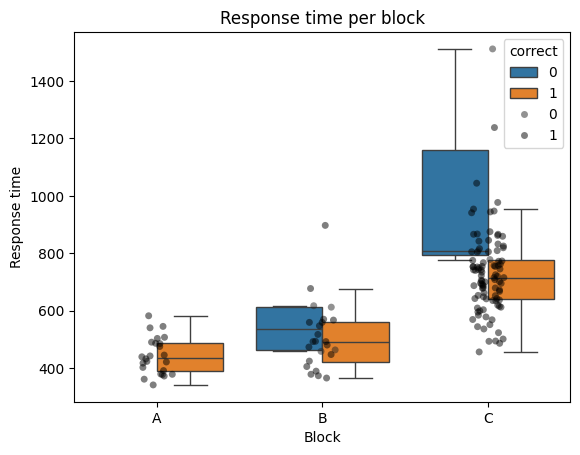 Response time per block
correct
0
1
0
1
1400
1200
1000
800
600
400
Response time
A B C
Block